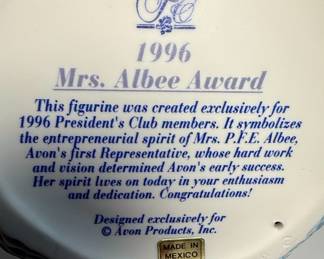 1996
Mrs. Albee Award
This figurine was created exclusively for
1996 President's Club members. It symbolizes
the entrepreneurial spirit of Mrs. P.F.E. Albee,
Avon's first Representative, whose hard work
and vision determined Avon's early success.
Her spirit lives on today in your enthusiasm
and dedication. Congratulations!
Designed exclusively for
© Avon Products, Inc.
MADE IN
MEXICO